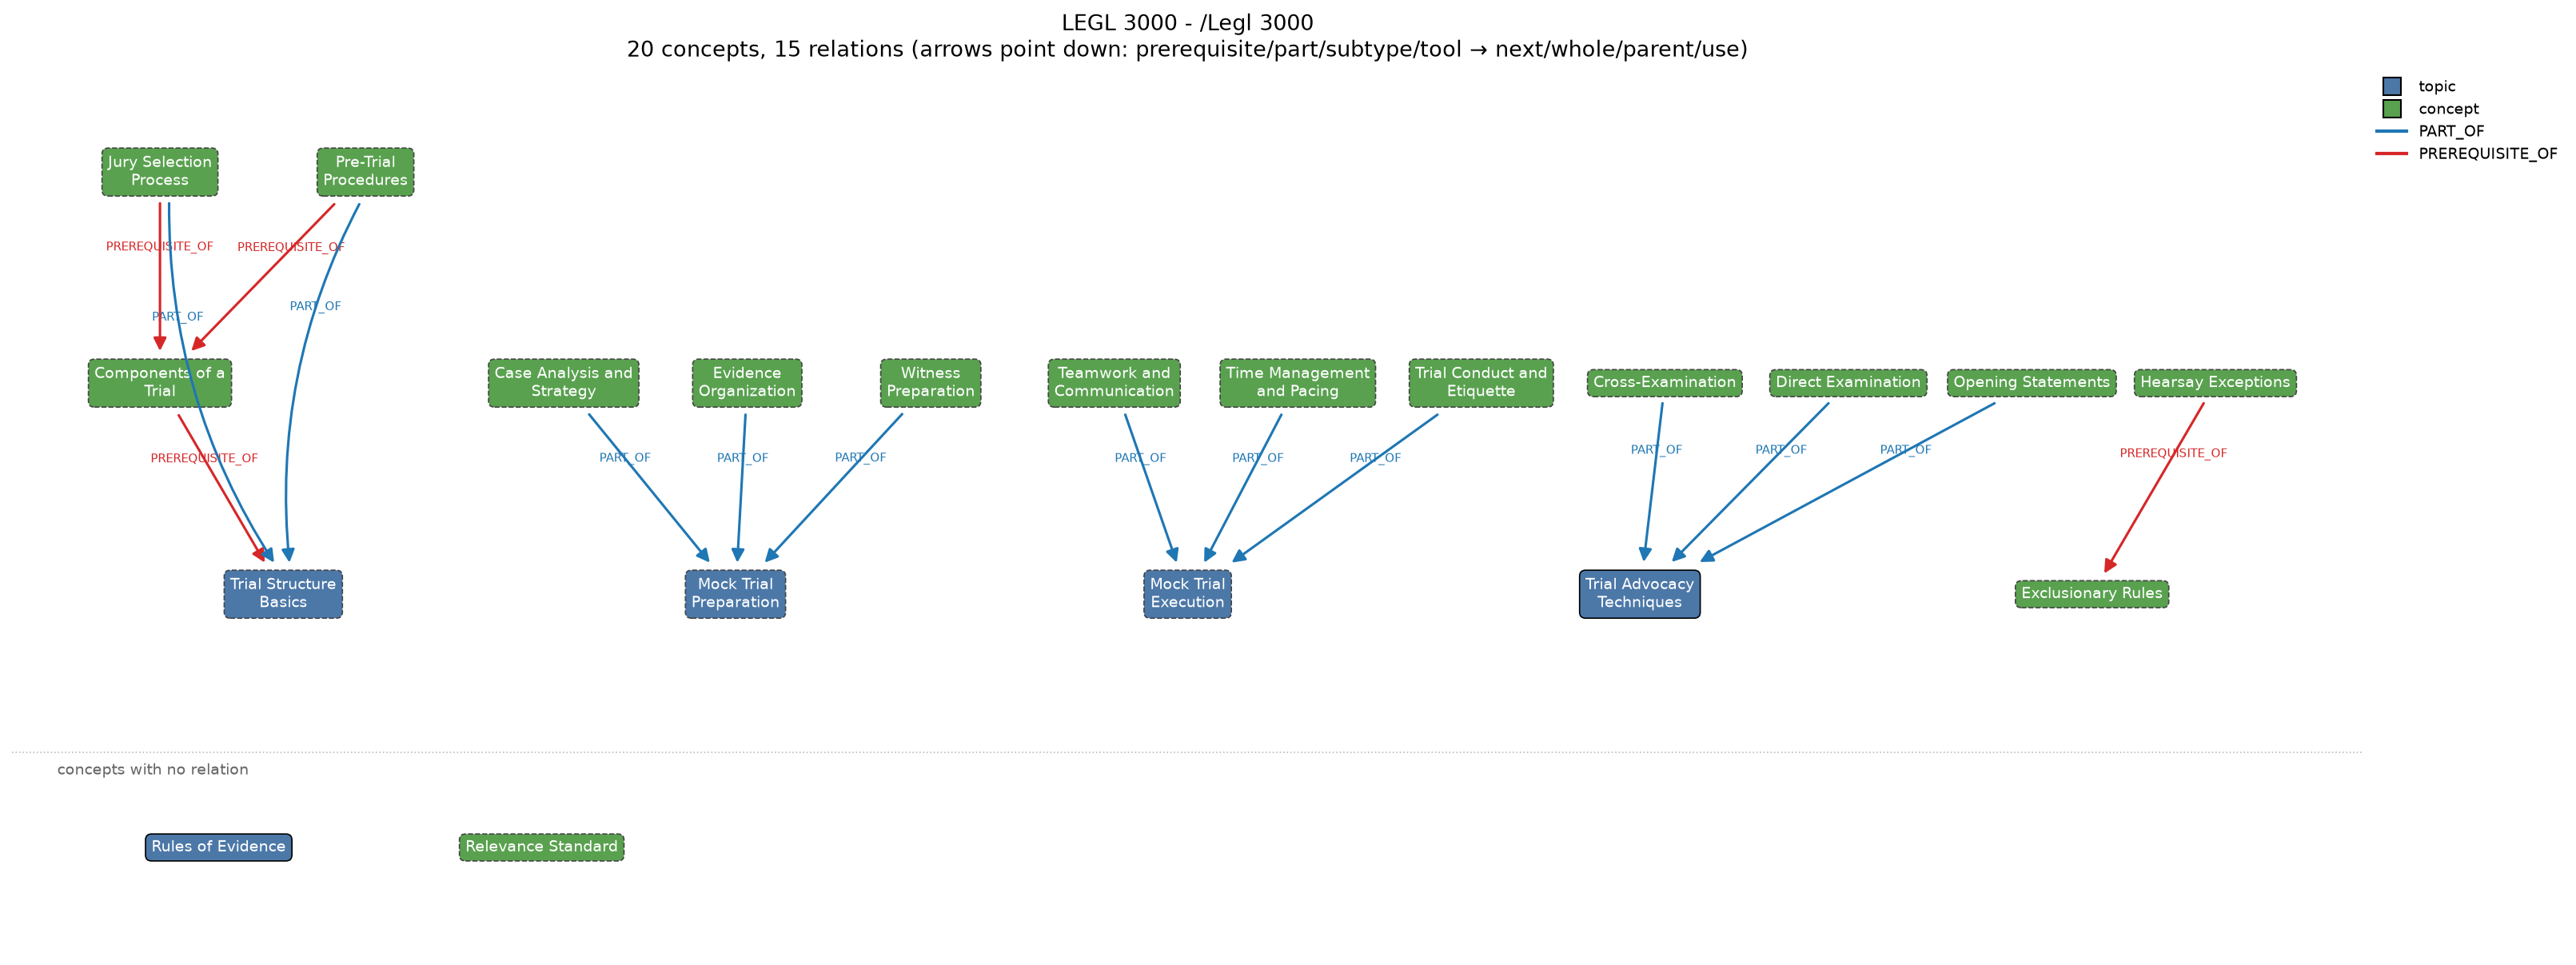 LEGL 3000 - /Legl 3000
20 concepts, 15 relations (arrows point down: prerequisite/part/subtype/tool → next/whole/parent/use)
topic
concept
PART_OF
PREREQUISITE_OF
Jury Selection
Process
Pre-Trial
Procedures
PREREQUISITE_OF
PREREQUISITE_OF
PART_OF
PART_OF
Components of a
Trial
Case Analysis and
Strategy
Evidence
Organization
Witness
Preparation
Teamwork and
Communication
Time Management
and Pacing
Trial Conduct and
Etiquette
Cross-Examination
Direct Examination
Opening Statements
Hearsay Exceptions
PREREQUISITE_OF
PART_OF
PART_OF
PART_OF
PART_OF
PART_OF
PART_OF
PART_OF
PART_OF
PART_OF
PREREQUISITE_OF
Trial Structure
Basics
Mock Trial
Preparation
Mock Trial
Execution
Trial Advocacy
Techniques
Exclusionary Rules
concepts with no relation
Rules of Evidence
Relevance Standard